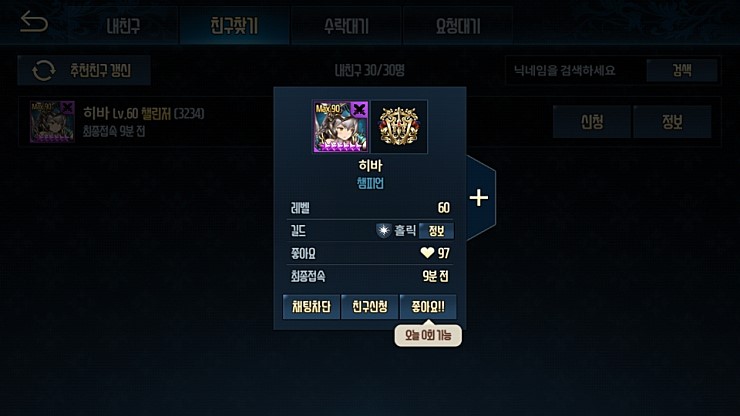 내친구 친구찾기 수락대기 요청대기
추천친구 갱신 내친구 30/30명 닉네임을 검색하세요 검색
Max.90 히바 Lv.60 챌린저 (3234)
최종접속 9분 전
신청 정보
Max.90
히바
챔피언
레벨 60
길드 홀릭 정보
좋아요 97
최종접속 9분 전
채팅차단 친구신청 좋아요!!
오늘 0회 가능